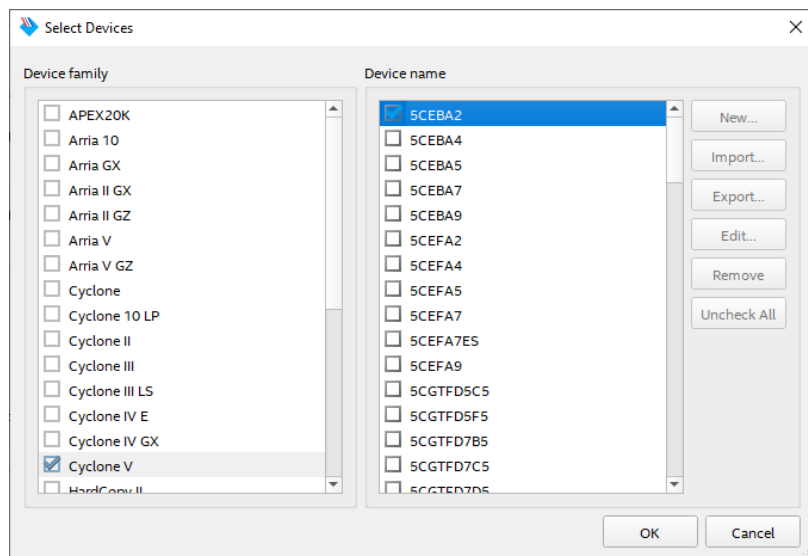 Select Devices
Device family
APEX20K
Arria 10
Arria GX
Arria II GX
Arria II GZ
Arria V
Arria V GZ
Cyclone
Cyclone 10 LP
Cyclone II
Cyclone III
Cyclone III LS
Cyclone IV E
Cyclone IV GX
Cyclone V
HardCopy II
Device name
5CEBA2
5CEBA4
5CEBA5
5CEBA7
5CEBA9
5CEFA2
5CEFA4
5CEFA5
5CEFA7
5CEFA7ES
5CEFA9
5CGTFD5C5
5CGTFD5F5
5CGTFD7B5
5CGTFD7C5
5CGTFD7D5
New...
Import...
Export...
Edit...
Remove
Uncheck All
OK
Cancel